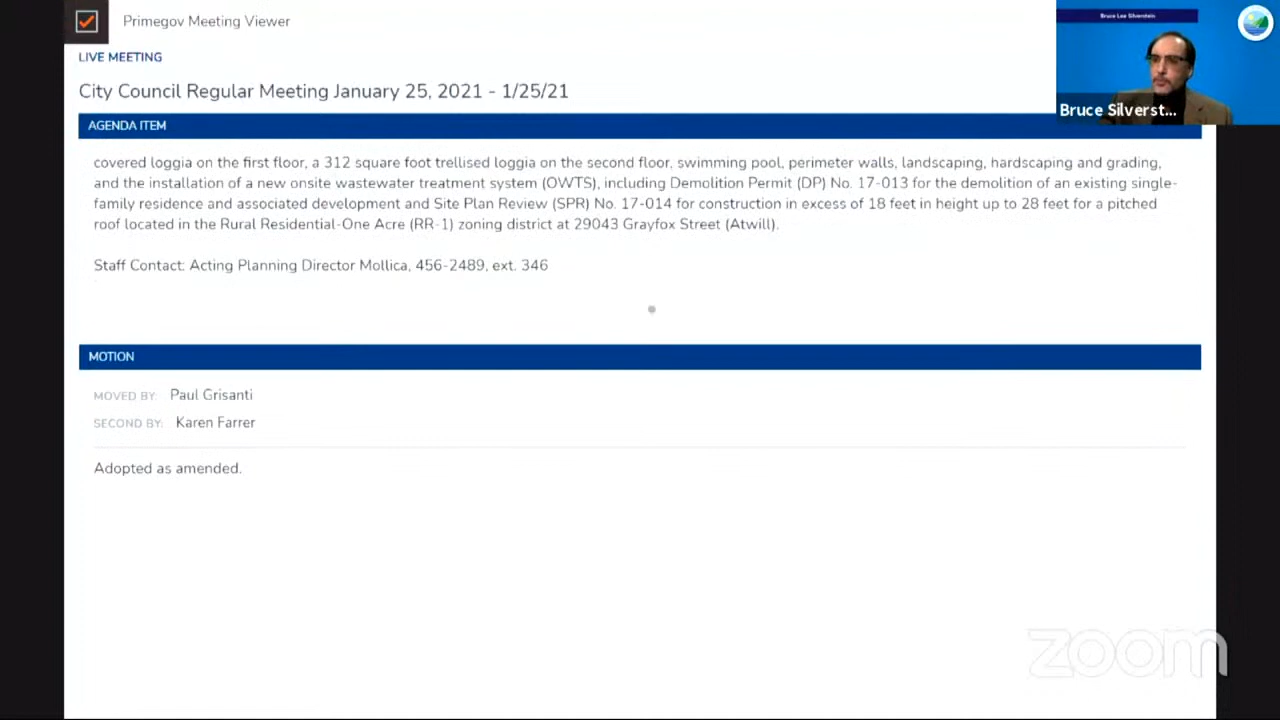 Primegov Meeting Viewer
LIVE MEETING
City Council Regular Meeting January 25, 2021 - 1/25/21
AGENDA ITEM
covered loggia on the first floor, a 312 square foot trellised loggia on the second floor, swimming pool, perimeter walls, landscaping, hardscaping and grading,
and the installation of a new onsite wastewater treatment system (OWTS), including Demolition Permit (DP) No. 17-013 for the demolition of an existing single-
family residence and associated development and Site Plan Review (SPR) No. 17-014 for construction in excess of 18 feet in height up to 28 feet for a pitched
roof located in the Rural Residential-One Acre (RR-1) zoning district at 29043 Grayfox Street (Atwill).
Staff Contact: Acting Planning Director Mollica, 456-2489, ext. 346
MOTION
MOVED BY: Paul Grisanti
SECOND BY: Karen Farrer
Adopted as amended.
Bruce Lee Silverstein
Bruce Silverst...
zoom